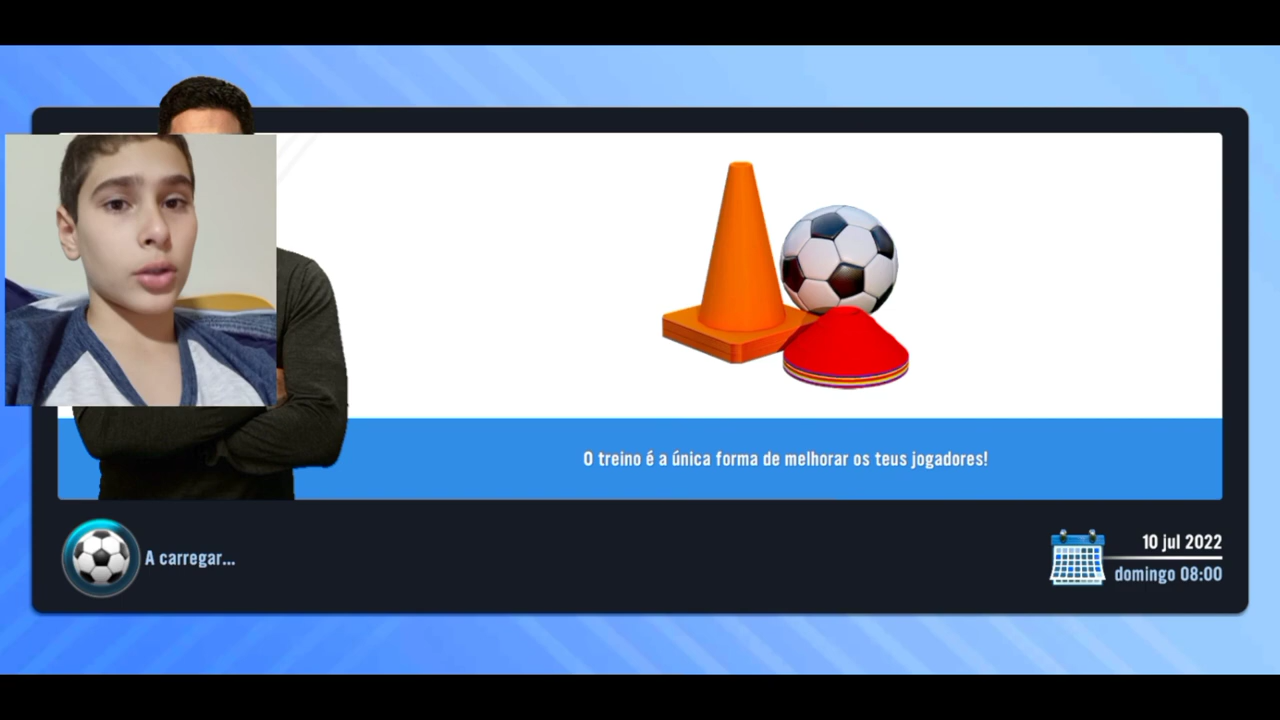 O treino é a única forma de melhorar os teus jogadores!
A carregar...
10 jul 2022
domingo 08:00